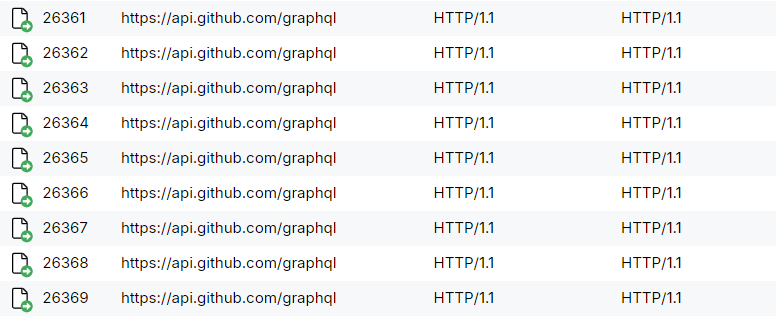 26361 https://api.github.com/graphql HTTP/1.1 HTTP/1.1
26362 https://api.github.com/graphql HTTP/1.1 HTTP/1.1
26363 https://api.github.com/graphql HTTP/1.1 HTTP/1.1
26364 https://api.github.com/graphql HTTP/1.1 HTTP/1.1
26365 https://api.github.com/graphql HTTP/1.1 HTTP/1.1
26366 https://api.github.com/graphql HTTP/1.1 HTTP/1.1
26367 https://api.github.com/graphql HTTP/1.1 HTTP/1.1
26368 https://api.github.com/graphql HTTP/1.1 HTTP/1.1
26369 https://api.github.com/graphql HTTP/1.1 HTTP/1.1